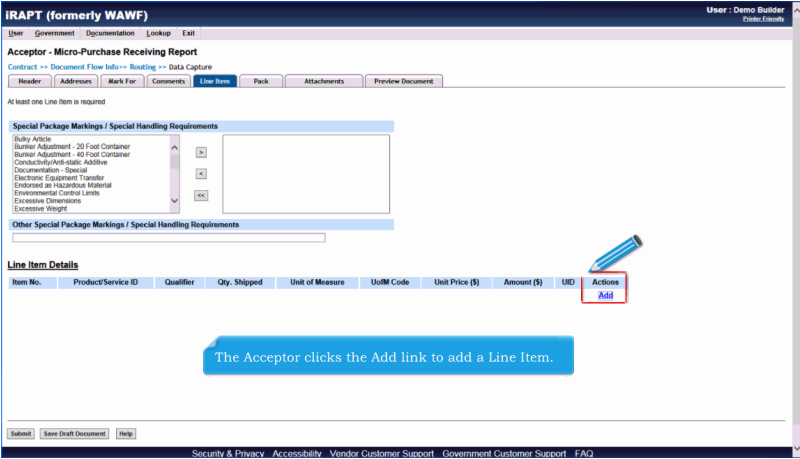 iRAPT (formerly WAWF)
User : Demo Builder
Printer Friendly
User Government Documentation Lookup Exit
Acceptor - Micro-Purchase Receiving Report
Contract >> Document Flow Info>> Routing >> Data Capture
Header Addresses Mark For Comments Line Item Pack Attachments Preview Document
At least one Line Item is required
Special Package Markings / Special Handling Requirements
Bulky Article
Bunker Adjustment - 20 Foot Container
Bunker Adjustment - 40 Foot Container
Conductivity/Anti-static Additive
Documentation - Special
Electronic Equipment Transfer
Endorsed as Hazardous Material
Environmental Control Limits
Excessive Dimensions
Excessive Weight
>
<
<<
Other Special Package Markings / Special Handling Requirements
Line Item Details
Item No. Product/Service ID Qualifier Qty. Shipped Unit of Measure UofM Code Unit Price ($) Amount ($) UID Actions
Add
The Acceptor clicks the Add link to add a Line Item.
Submit Save Draft Document Help
Security & Privacy Accessibility Vendor Customer Support Government Customer Support FAQ